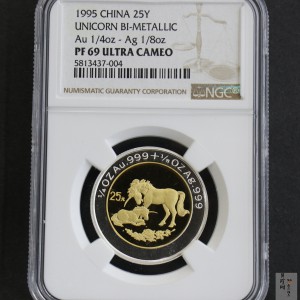 1995 CHINA 25Y
UNICORN BI-METALLIC
Au 1/4oz - Ag 1/8oz
PF 69 ULTRA CAMEO
5813437-004
NUMISMATIC GUARANTY CORPORATION
NGC
¼OZ Au.999+⅛OZ Ag.999
25元